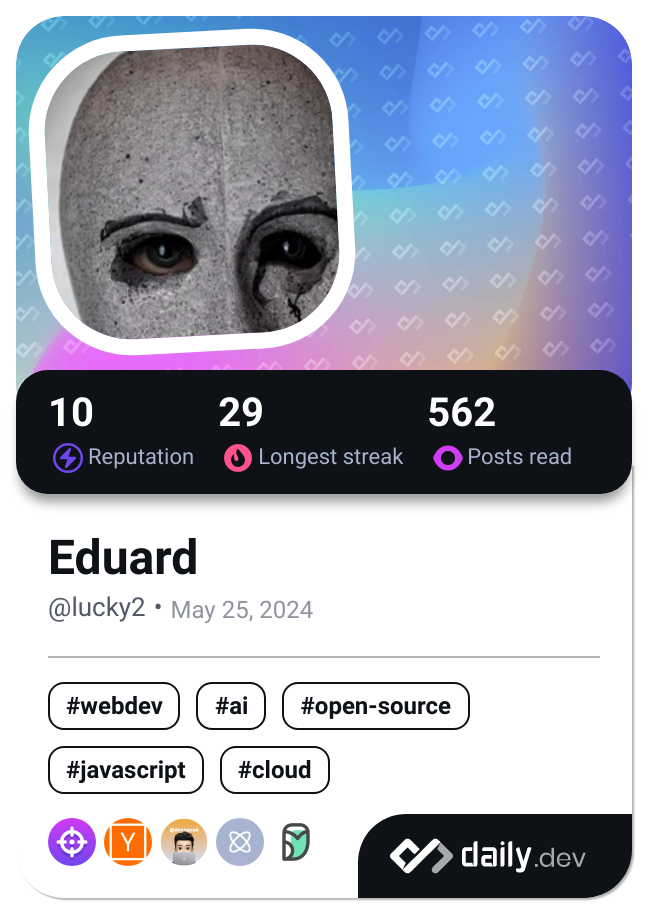 10 29 562
Reputation Longest streak Posts read
Eduard
@lucky2 • May 25, 2024
#webdev #ai #open-source
#javascript #cloud
Y
daily.dev